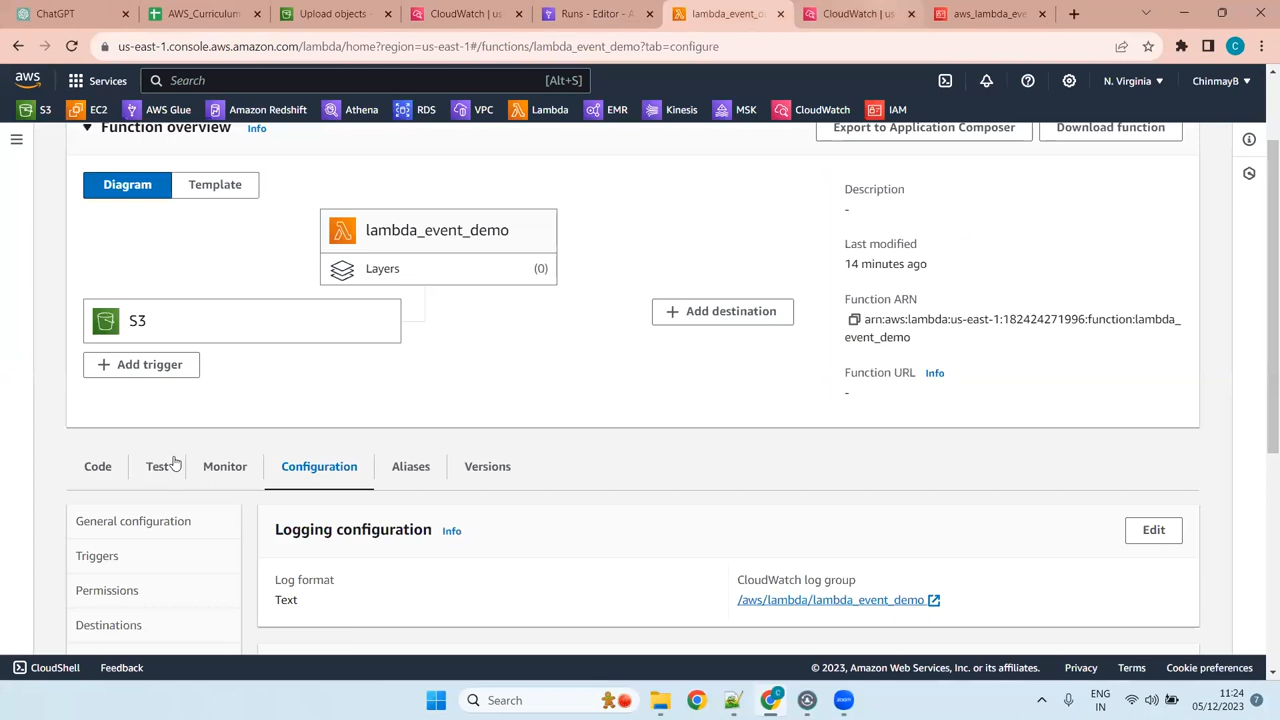 ChatGPT
AWS_Curriculum
Upload objects
CloudWatch | us
Runs - Editor - A
lambda_event_d
CloudWatch | us
aws_lambda_eve
us-east-1.console.aws.amazon.com/lambda/home?region=us-east-1#/functions/lambda_event_demo?tab=configure
aws Services Search [Alt+S] N. Virginia ChinmayB
S3 EC2 AWS Glue Amazon Redshift Athena RDS VPC Lambda EMR Kinesis MSK CloudWatch IAM
Function overview Info
Export to Application Composer
Download function
Diagram Template
lambda_event_demo
Layers (0)
S3
Add trigger
Add destination
Description
-
Last modified
14 minutes ago
Function ARN
arn:aws:lambda:us-east-1:182424271996:function:lambda_
event_demo
Function URL Info
-
Code Test Monitor Configuration Aliases Versions
General configuration
Triggers
Permissions
Destinations
Logging configuration Info
Edit
Log format
Text
CloudWatch log group
/aws/lambda/lambda_event_demo
CloudShell Feedback © 2023, Amazon Web Services, Inc. or its affiliates. Privacy Terms Cookie preferences
Search
ENG
IN
11:24
05/12/2023
7